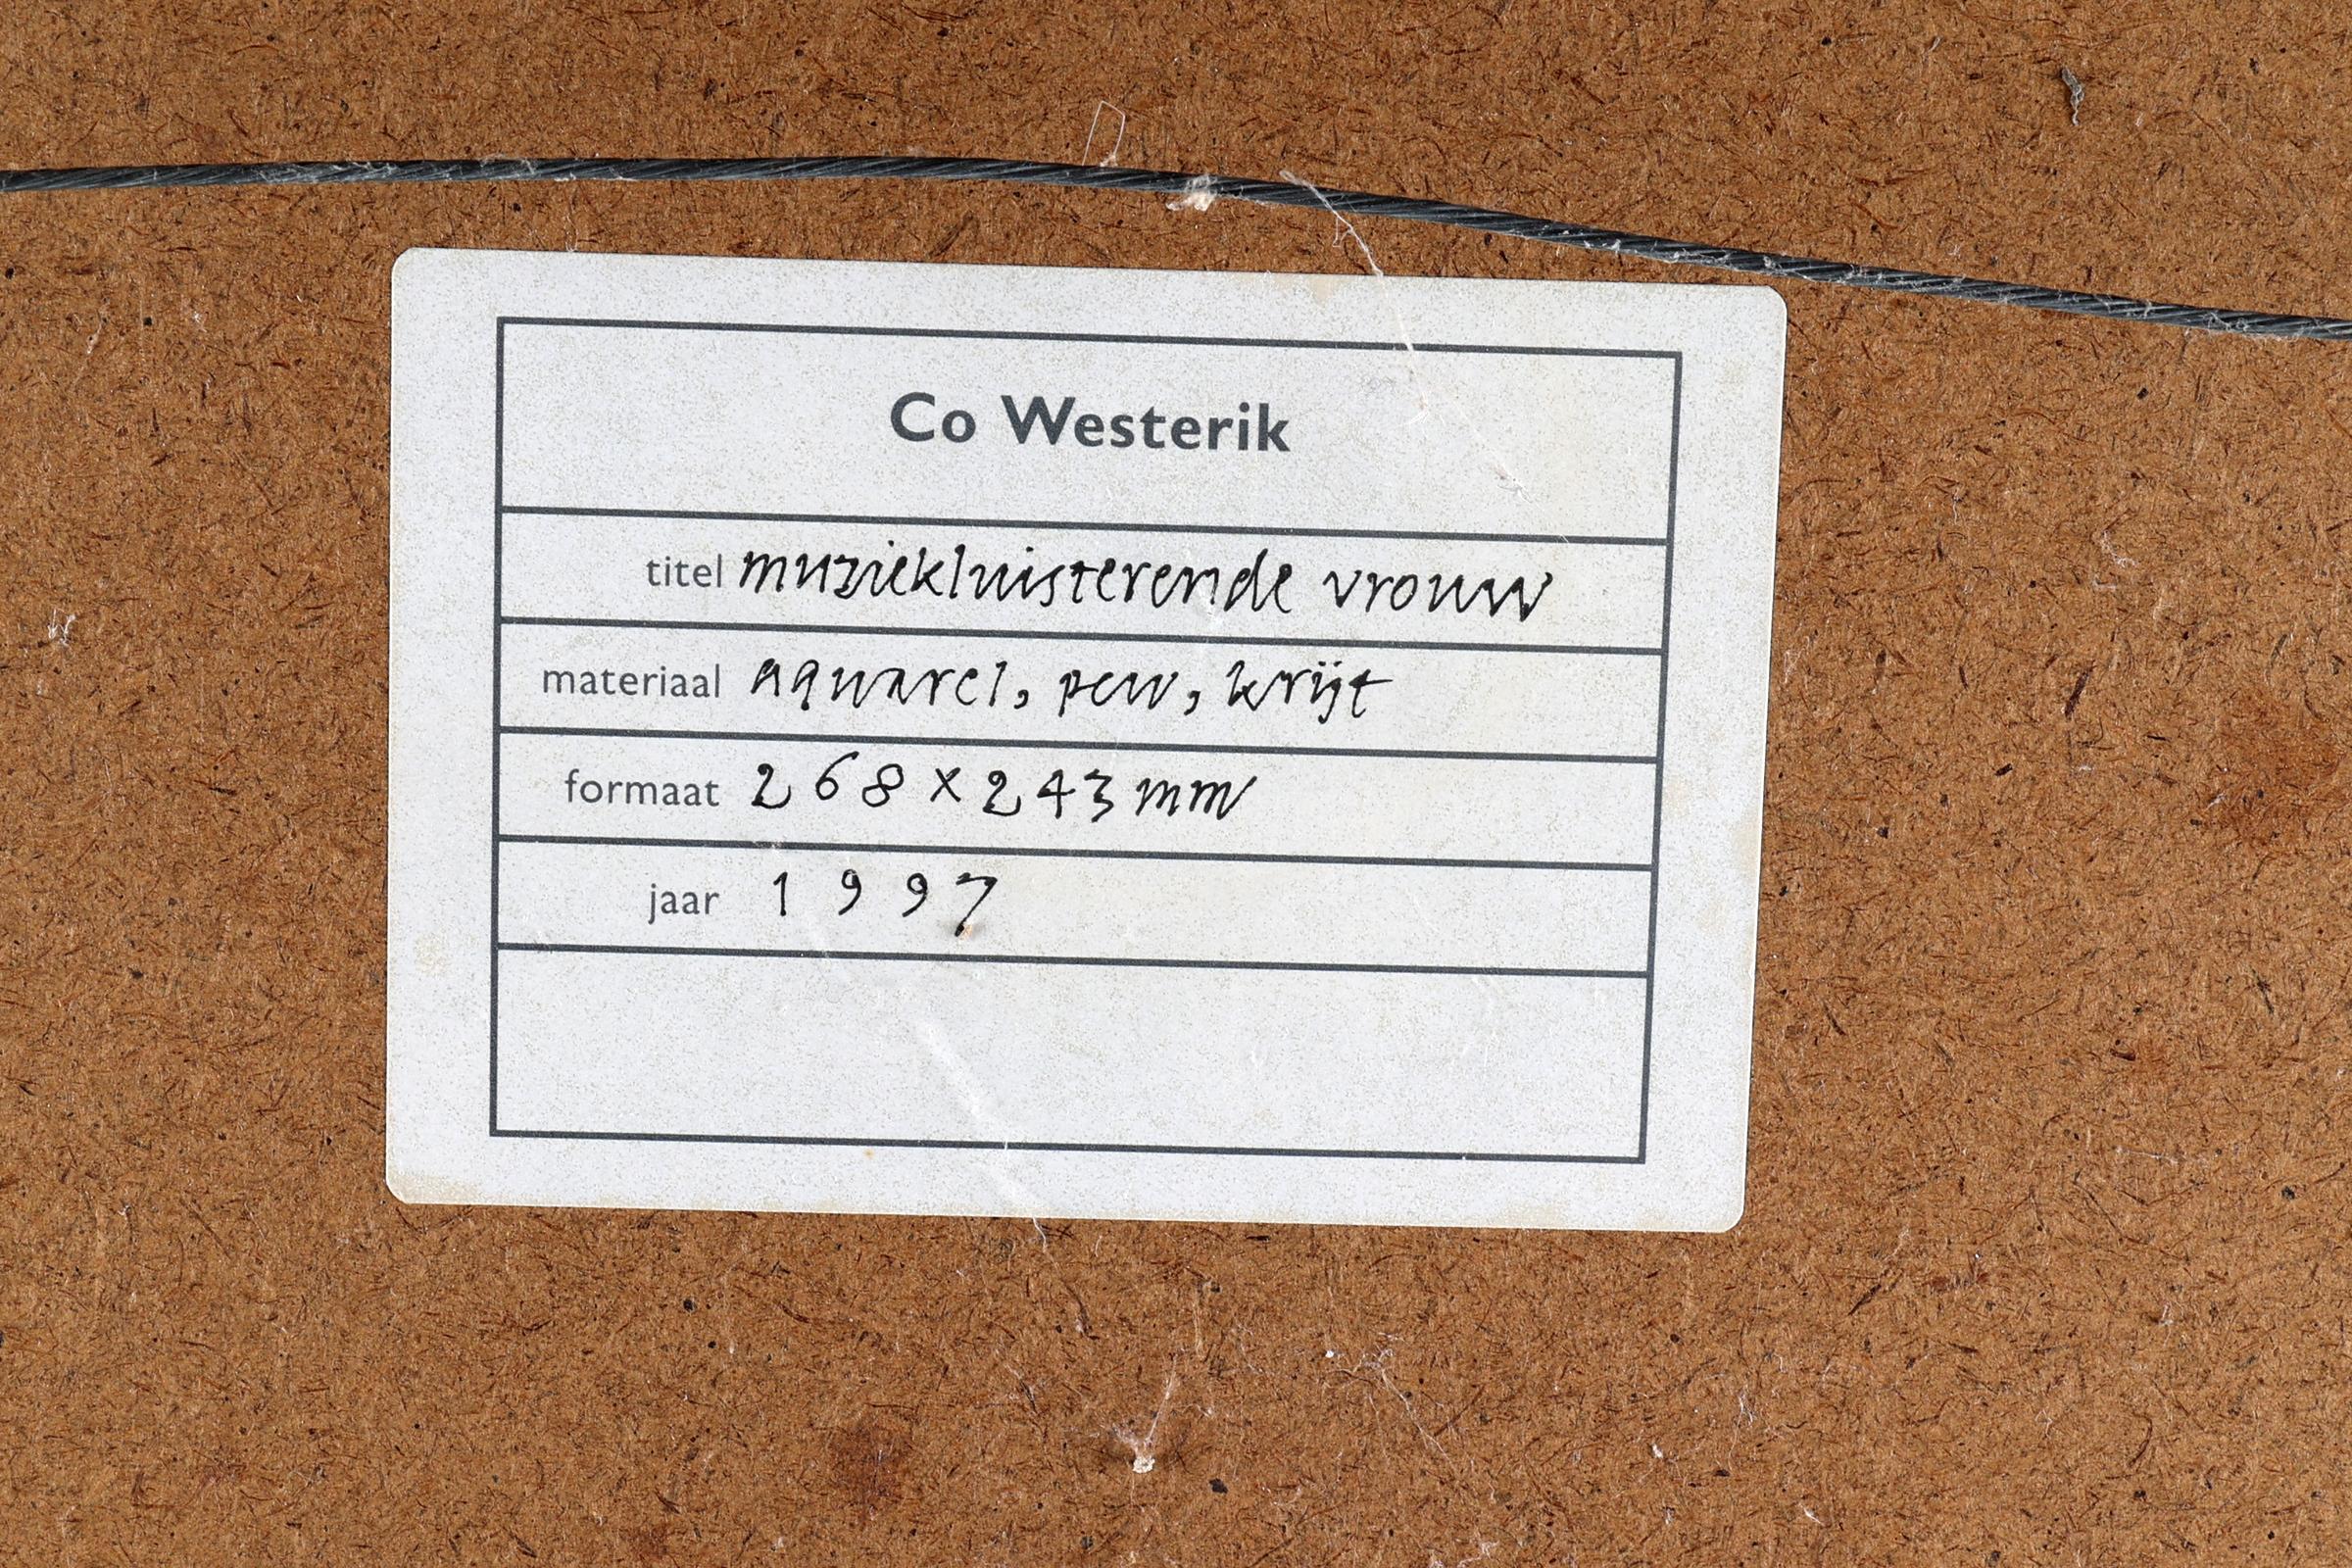 Co Westerik
titel muziekluisterende vrouw
materiaal aquarel, pen, krijt
formaat 268 x 243 mm
jaar 1997